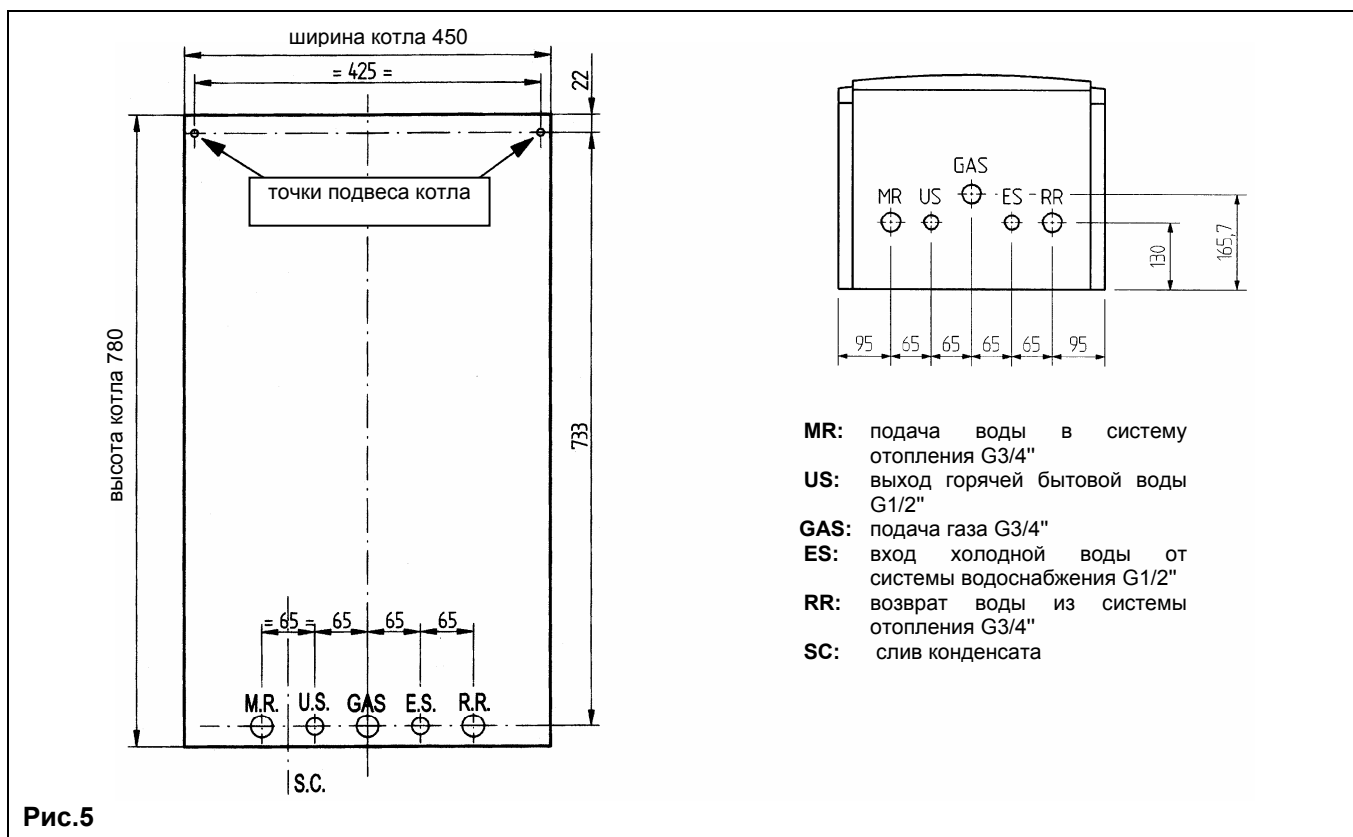 ширина котла 450
= 425 =
22
точки подвеса котла
высота котла 780
733
= 65 = 65 65 65
M.R. U.S. GAS E.S. R.R.
S.C.
GAS
MR US ES RR
130
165,7
95 65 65 65 65 95
MR: подача воды в систему
отопления G3/4"
US: выход горячей бытовой воды
G1/2"
GAS: подача газа G3/4"
ES: вход холодной воды от
системы водоснабжения G1/2"
RR: возврат воды из системы
отопления G3/4"
SC: слив конденсата
Рис.5